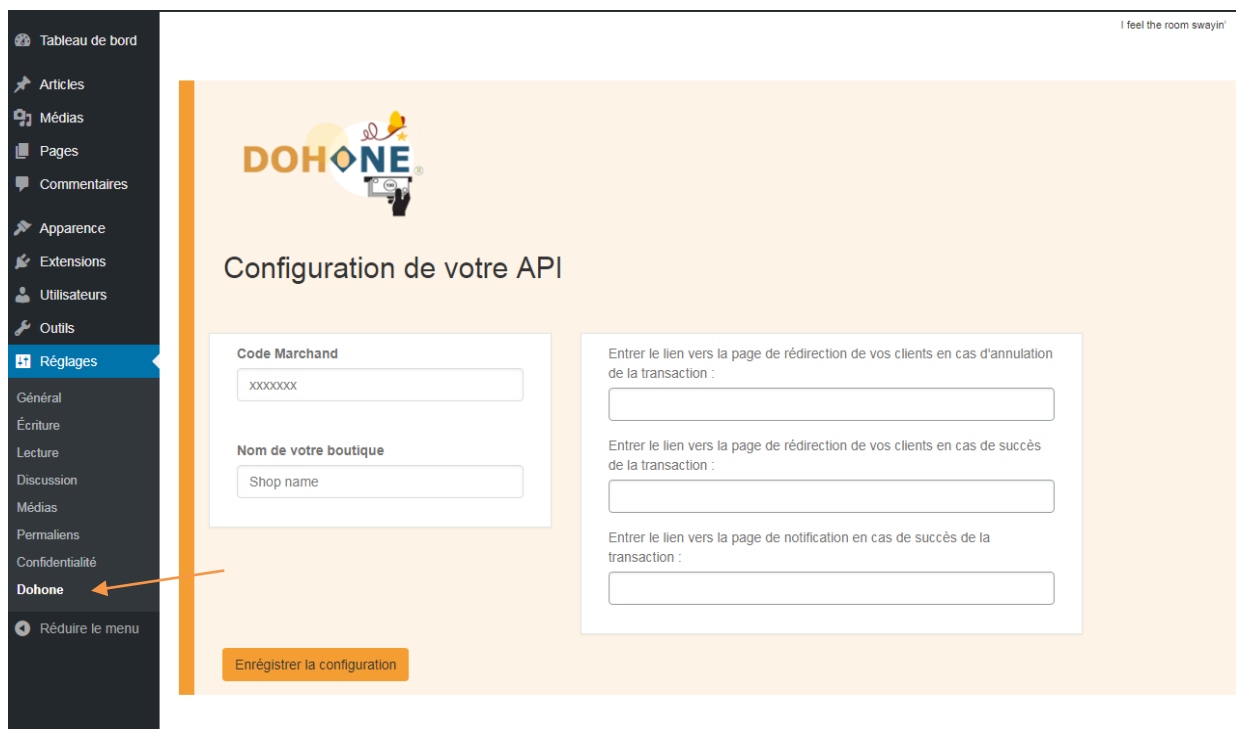 I feel the room swayin'
Tableau de bord
Articles
Médias
Pages
Commentaires
Apparence
Extensions
Utilisateurs
Outils
Réglages
Général
Écriture
Lecture
Discussion
Médias
Permaliens
Confidentialité
Dohone
Réduire le menu
DOHONE®
100
Configuration de votre API
Code Marchand
xxxxxxx
Nom de votre boutique
Shop name
Entrer le lien vers la page de rédirection de vos clients en cas d'annulation
de la transaction :
Entrer le lien vers la page de rédirection de vos clients en cas de succès
de la transaction :
Entrer le lien vers la page de notification en cas de succès de la
transaction :
Enrégistrer la configuration